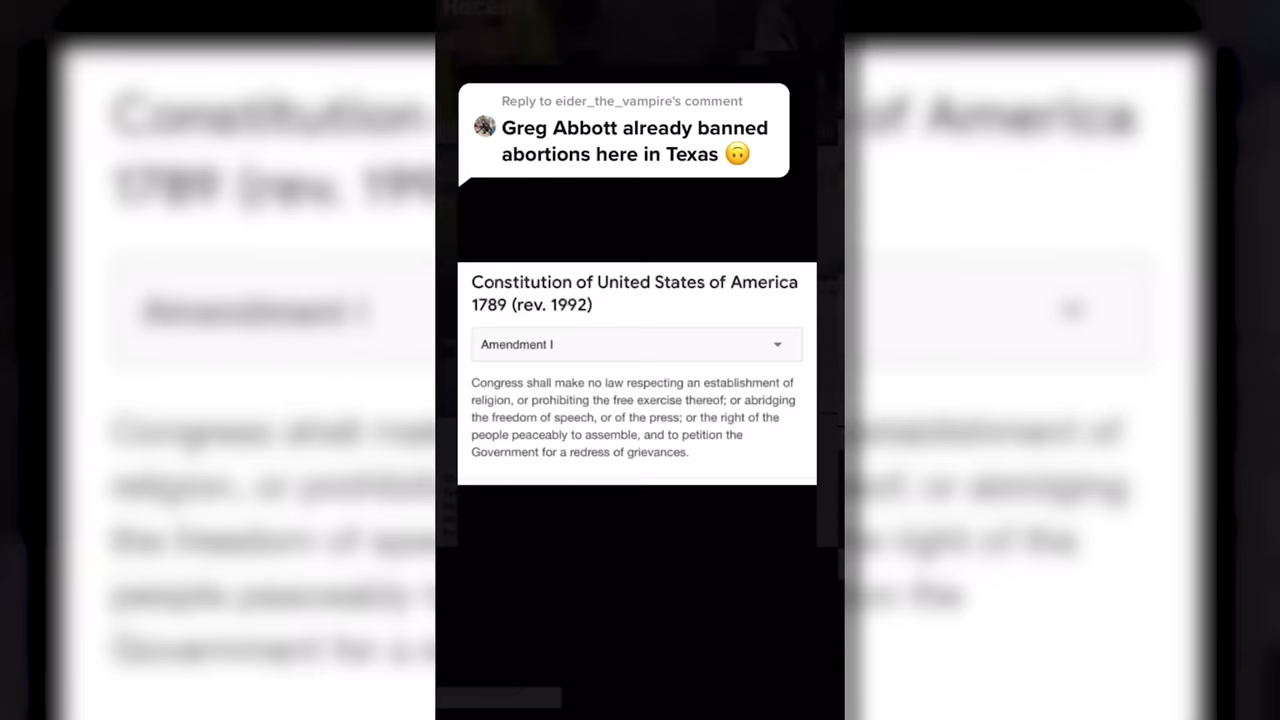 Reply to eider_the_vampire's comment
Greg Abbott already banned
abortions here in Texas 🙃
Constitution of United States of America
1789 (rev. 1992)
Amendment I
Congress shall make no law respecting an establishment of
religion, or prohibiting the free exercise thereof; or abridging
the freedom of speech, or of the press; or the right of the
people peaceably to assemble, and to petition the
Government for a redress of grievances.